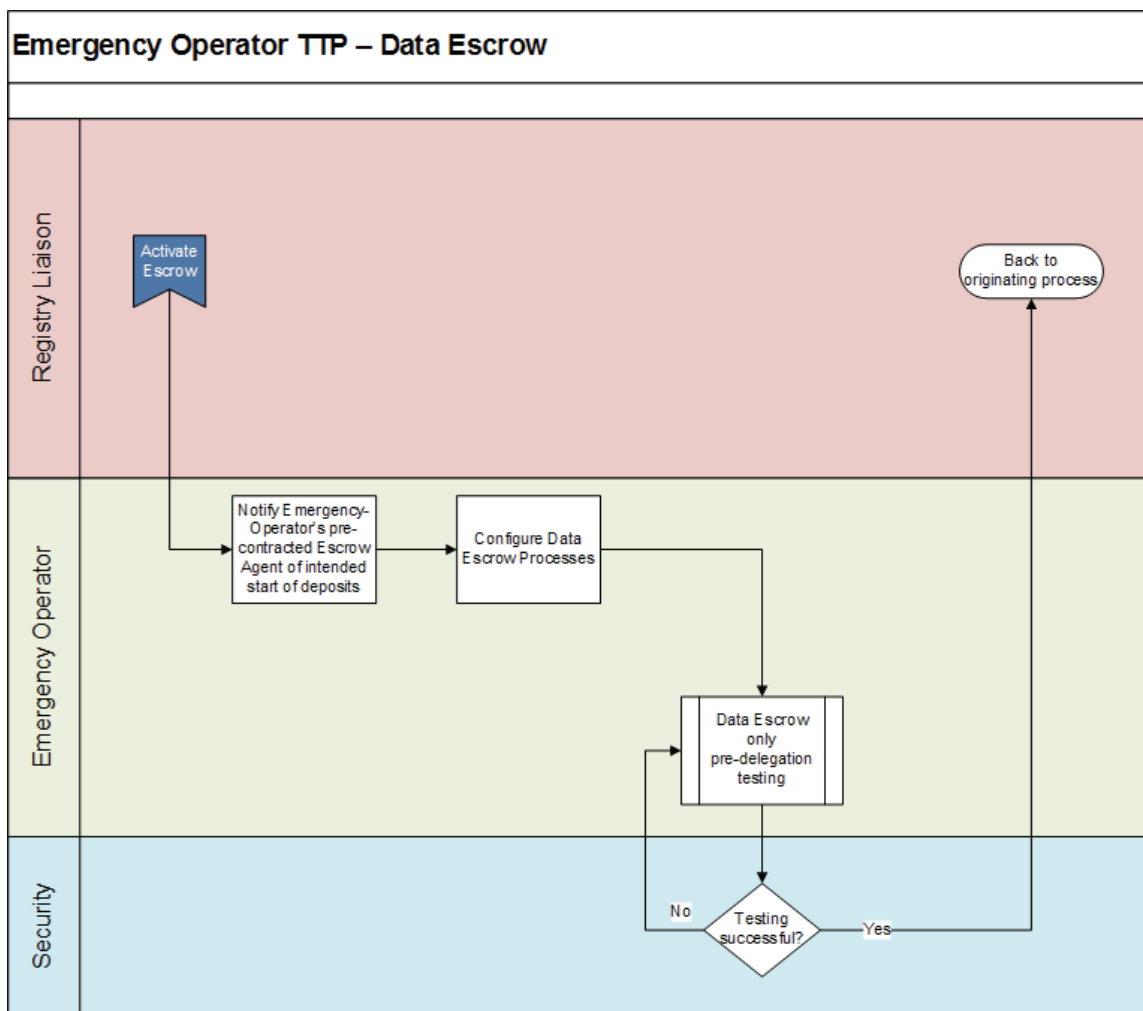 Emergency Operator TTP – Data Escrow
Registry Liaison
Activate
Escrow
Back to
originating process
Emergency Operator
Notify Emergency-
Operator's pre-
contracted Escrow
Agent of intended
start of deposits
Configure Data
Escrow Processes
Data Escrow
only
pre-delegation
testing
Security
No
Testing
successful?
Yes